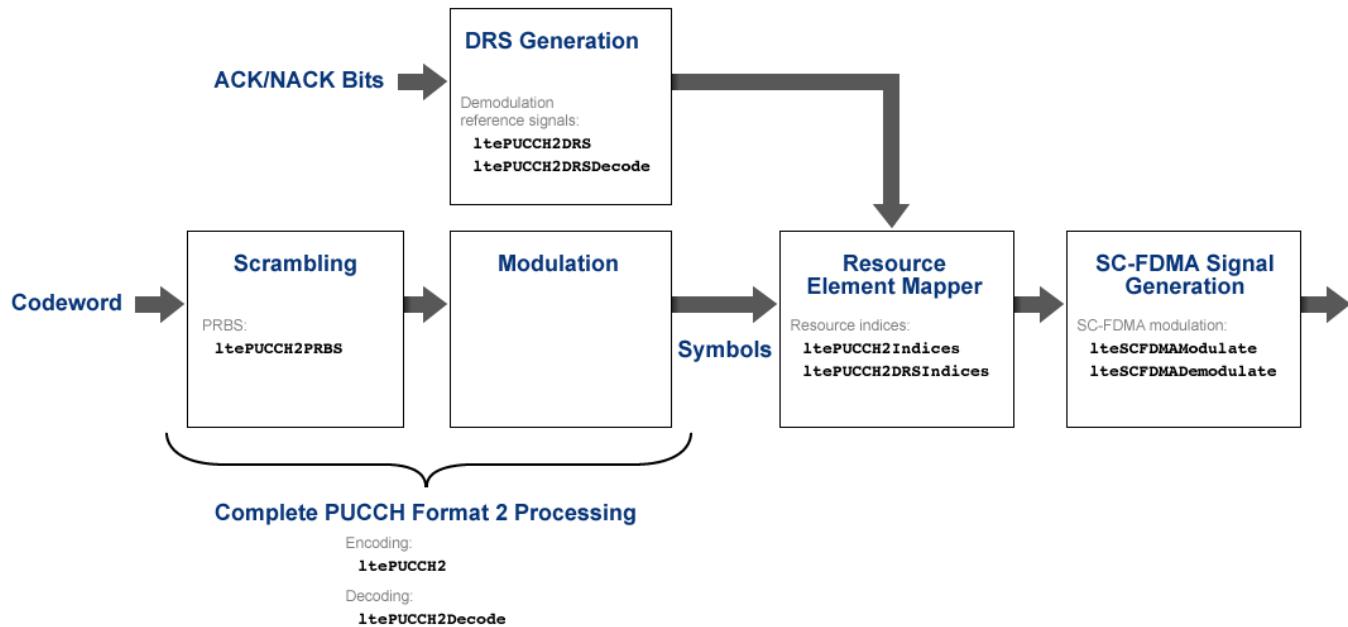 DRS Generation
ACK/NACK Bits
Demodulation
reference signals:
ltePUCCH2DRS
ltePUCCH2DRSDecode
Codeword
Scrambling
PRBS:
ltePUCCH2PRBS
Modulation
Symbols
Resource
Element Mapper
Resource indices:
ltePUCCH2Indices
ltePUCCH2DRSIndices
SC-FDMA Signal
Generation
SC-FDMA modulation:
lteSCFDMAModulate
lteSCFDMADemodulate
Complete PUCCH Format 2 Processing
Encoding:
ltePUCCH2
Decoding:
ltePUCCH2Decode